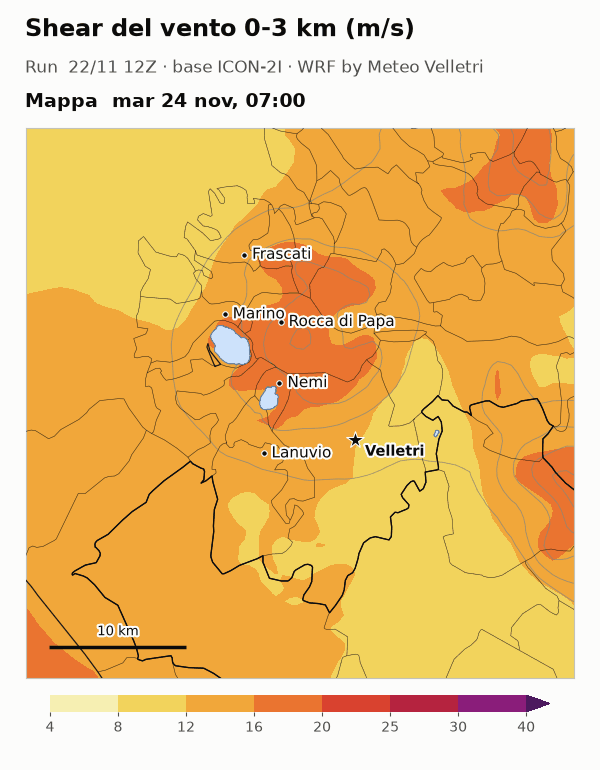 Shear del vento 0-3 km (m/s)
Run  22/11 12Z · base ICON-2I · WRF by Meteo Velletri
Mappa  mar 24 nov, 07:00
Frascati
Marino
Rocca di Papa
Nemi
Velletri
Lanuvio
10 km
4 8 12 16 20 25 30 40